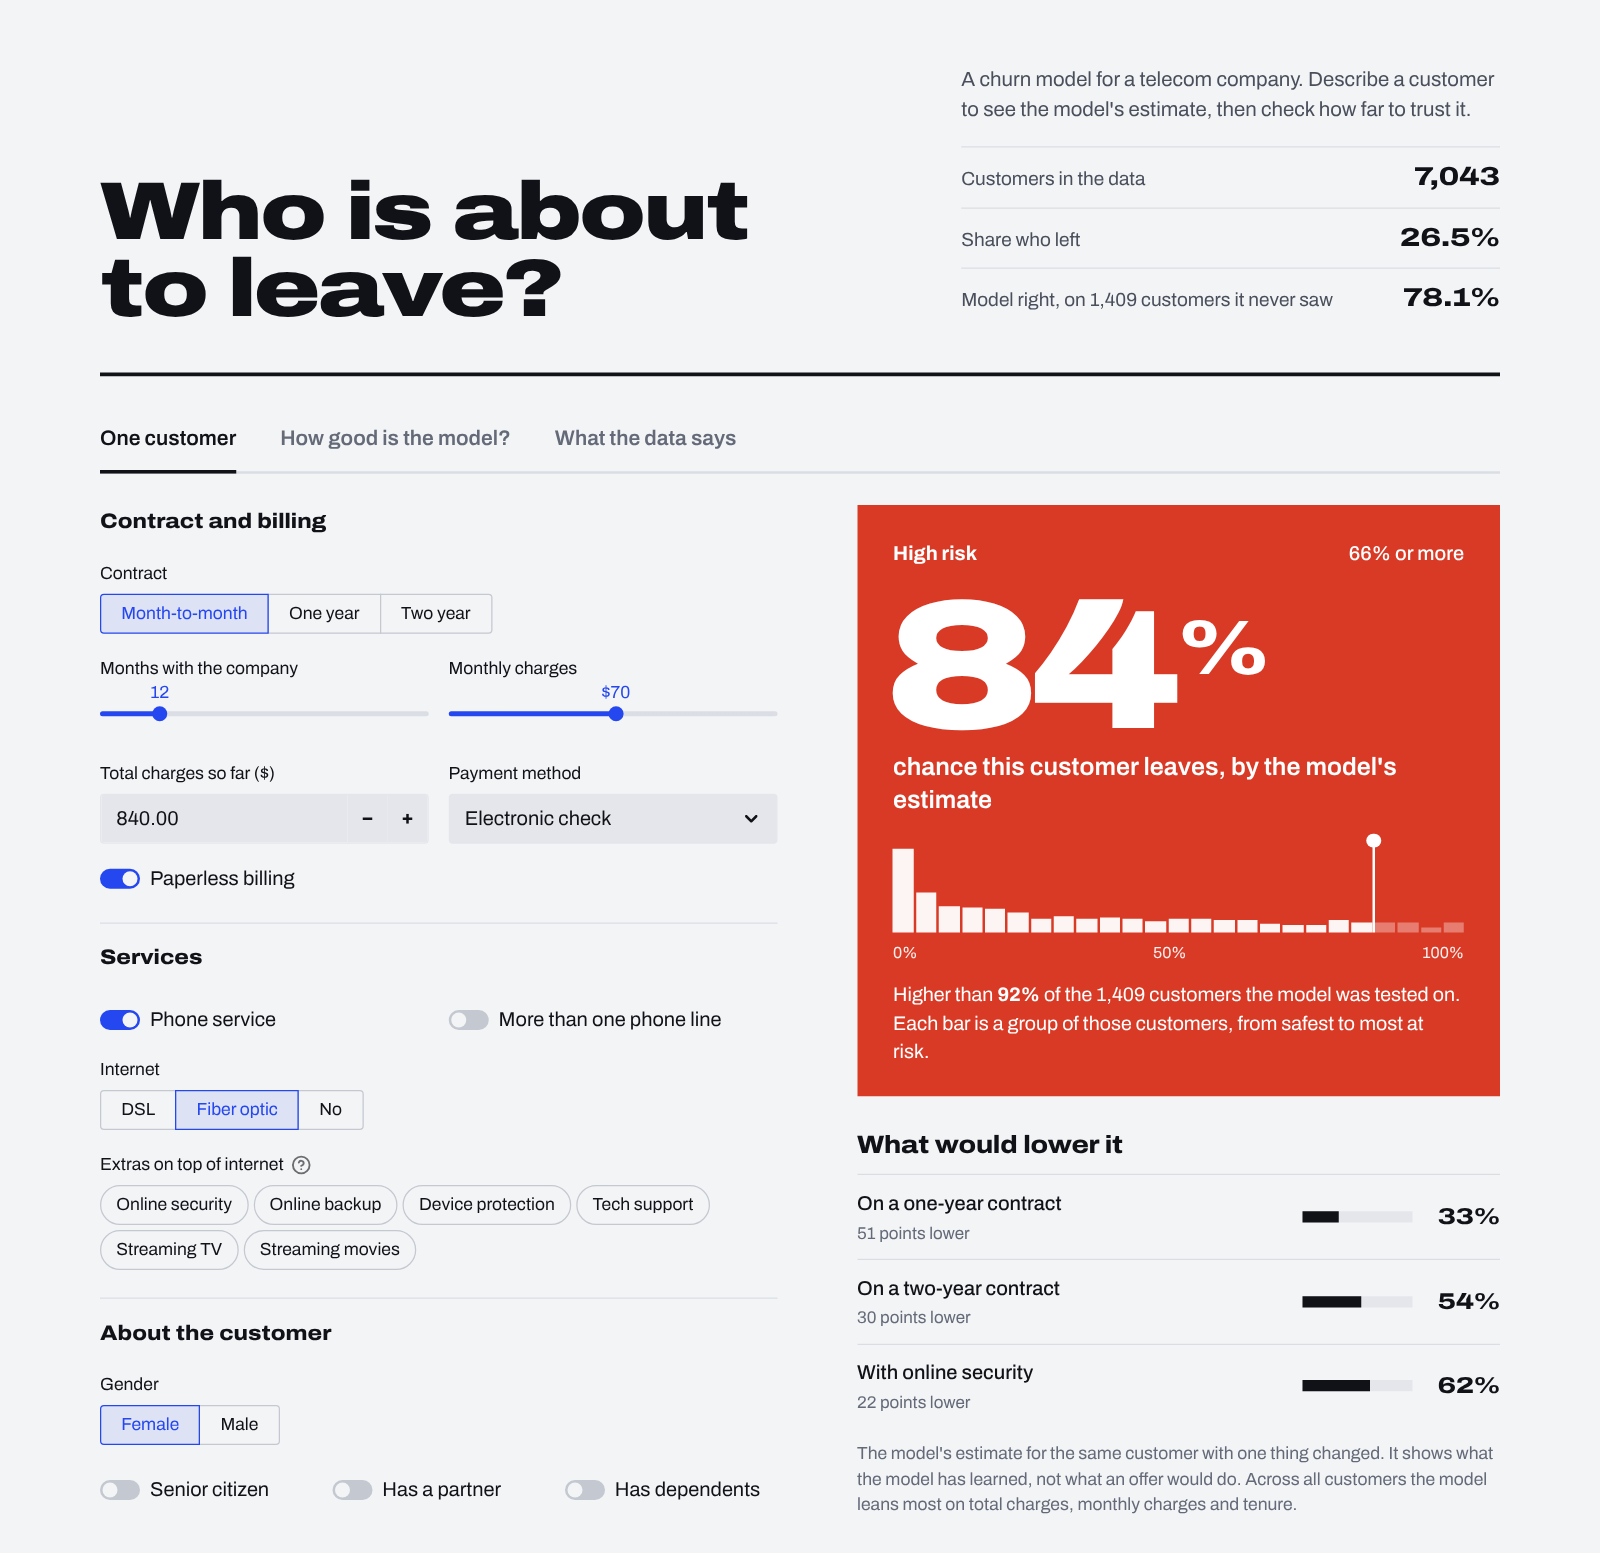 A churn model for a telecom company. Describe a customer
to see the model's estimate, then check how far to trust it.
Who is about
to leave?
Customers in the data 7,043
Share who left 26.5%
Model right, on 1,409 customers it never saw 78.1%
One customer How good is the model? What the data says
Contract and billing
Contract
Month-to-month One year Two year
Months with the company Monthly charges
12 $70
Total charges so far ($) Payment method
840.00 − + Electronic check
Paperless billing
Services
Phone service More than one phone line
Internet
DSL Fiber optic No
Extras on top of internet ?
Online security Online backup Device protection Tech support
Streaming TV Streaming movies
About the customer
Gender
Female Male
Senior citizen Has a partner Has dependents
High risk 66% or more
84%
chance this customer leaves, by the model's
estimate
0% 50% 100%
Higher than 92% of the 1,409 customers the model was tested on.
Each bar is a group of those customers, from safest to most at
risk.
What would lower it
On a one-year contract 33%
51 points lower
On a two-year contract 54%
30 points lower
With online security 62%
22 points lower
The model's estimate for the same customer with one thing changed. It shows what
the model has learned, not what an offer would do. Across all customers the model
leans most on total charges, monthly charges and tenure.